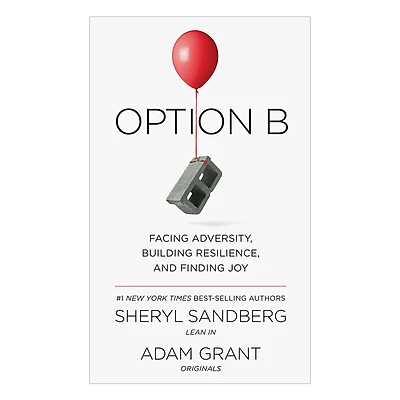 OPTION B
FACING ADVERSITY,
BUILDING RESILIENCE,
AND FINDING JOY
#1 NEW YORK TIMES BEST-SELLING AUTHORS
SHERYL SANDBERG
LEAN IN
ADAM GRANT
ORIGINALS